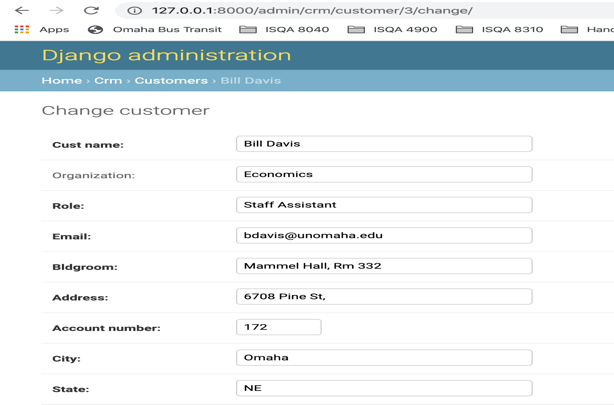 127.0.0.1:8000/admin/crm/customer/3/change/
Apps Omaha Bus Transit ISQA 8040 ISQA 4900 ISQA 8310 Hand
Django administration
Home › Crm › Customers › Bill Davis
Change customer
Cust name: Bill Davis
Organization: Economics
Role: Staff Assistant
Email: bdavis@unomaha.edu
Bldgroom: Mammel Hall, Rm 332
Address: 6708 Pine St,
Account number: 172
City: Omaha
State: NE